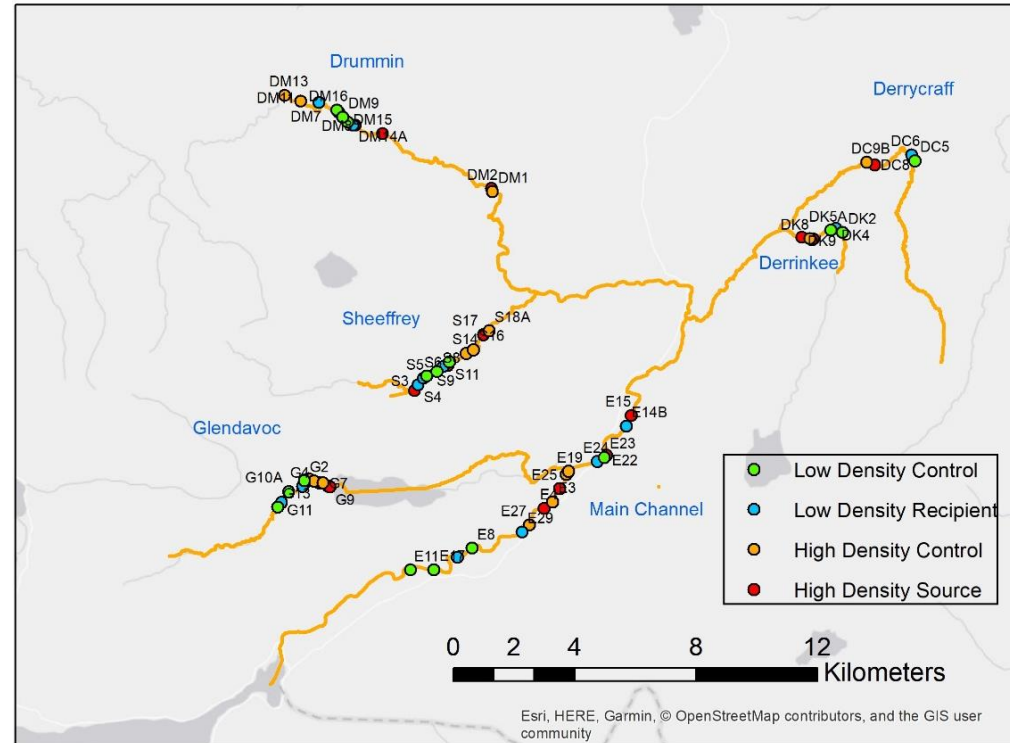 Drummin
Derrycraff
DM13
DM11
DM16
DM9
DM7
DM15
DM14A
DC6
DC5
DC9B
DC8
DM2
DM1
DK5A
DK2
DK8
DK4
DK9
Derrinkee
Sheeffrey
S17
S18A
S14
S16
S5
S6
S3
S9
S11
S4
Glendavoc
E15
E14B
E23
E24
E22
E19
E25
E3
G2
G4
G10A
G7
G9
G11
Main Channel
E27
E29
E8
E11
E17
Low Density Control
Low Density Recipient
High Density Control
High Density Source
0 2 4 8 12
Kilometers
Esri, HERE, Garmin, © OpenStreetMap contributors, and the GIS user
community